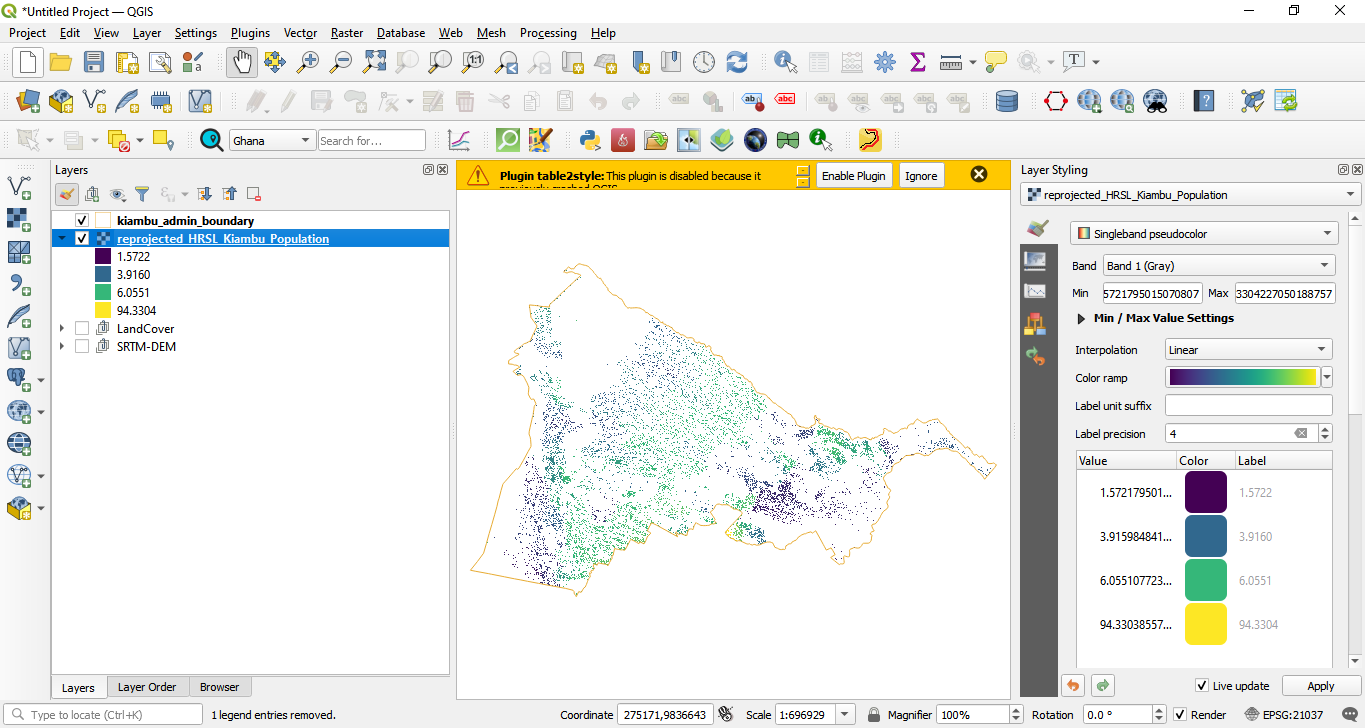 *Untitled Project — QGIS
Project Edit View Layer Settings Plugins Vector Raster Database Web Mesh Processing Help
Ghana
Search for...
Layers
kiambu_admin_boundary
reprojected_HRSL_Kiambu_Population
1.5722
3.9160
6.0551
94.3304
LandCover
SRTM-DEM
Layers Layer Order Browser
Plugin table2style: This plugin is disabled because it
previously crashed QGIS
Enable Plugin
Ignore
Layer Styling
reprojected_HRSL_Kiambu_Population
Singleband pseudocolor
Band Band 1 (Gray)
Min 5721795015070807 Max 3304227050188757
Min / Max Value Settings
Interpolation Linear
Color ramp
Label unit suffix
Label precision 4
Value Color Label
1.572179501... 1.5722
3.915984841... 3.9160
6.055107723... 6.0551
94.33038557... 94.3304
Live update Apply
Type to locate (Ctrl+K) 1 legend entries removed. Coordinate 275171,9836643 Scale 1:696929 Magnifier 100% Rotation 0.0 ° Render EPSG:21037